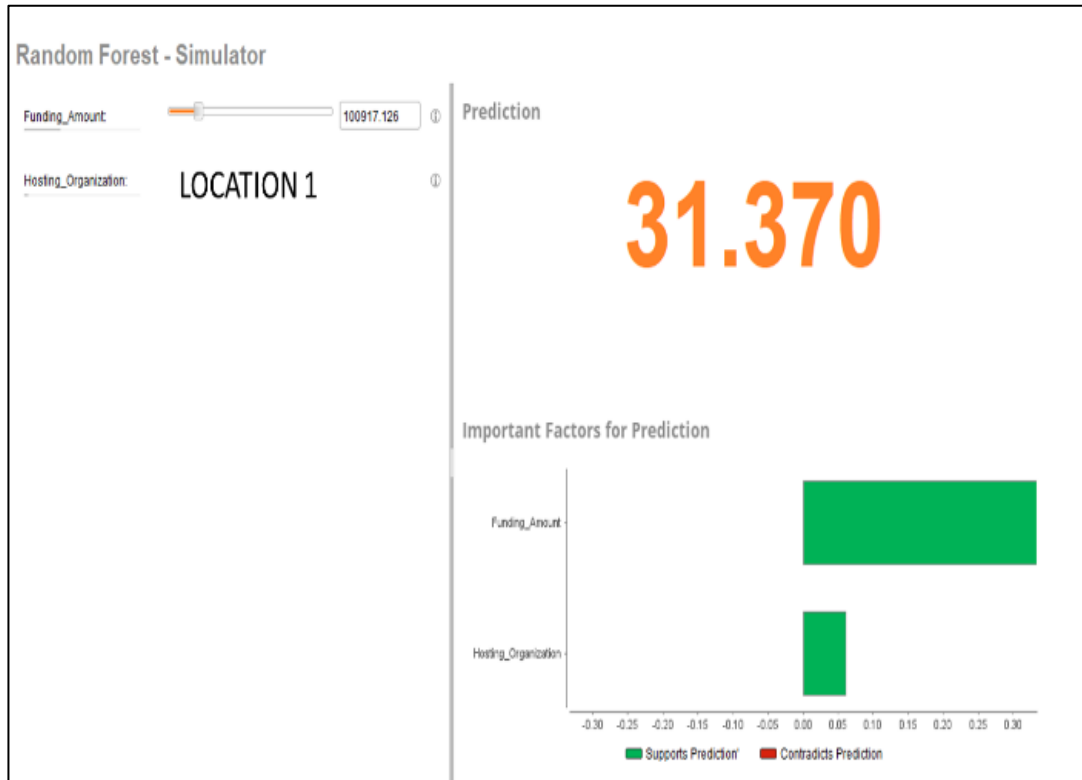 Random Forest - Simulator
Funding_Amount:
100917.126
Hosting_Organization:
LOCATION 1
Prediction
31.370
Important Factors for Prediction
Funding_Amount
Hosting_Organization
-0.30 -0.25 -0.20 -0.15 -0.10 -0.05 0.00 0.05 0.10 0.15 0.20 0.25 0.30
Supports Prediction Contradicts Prediction